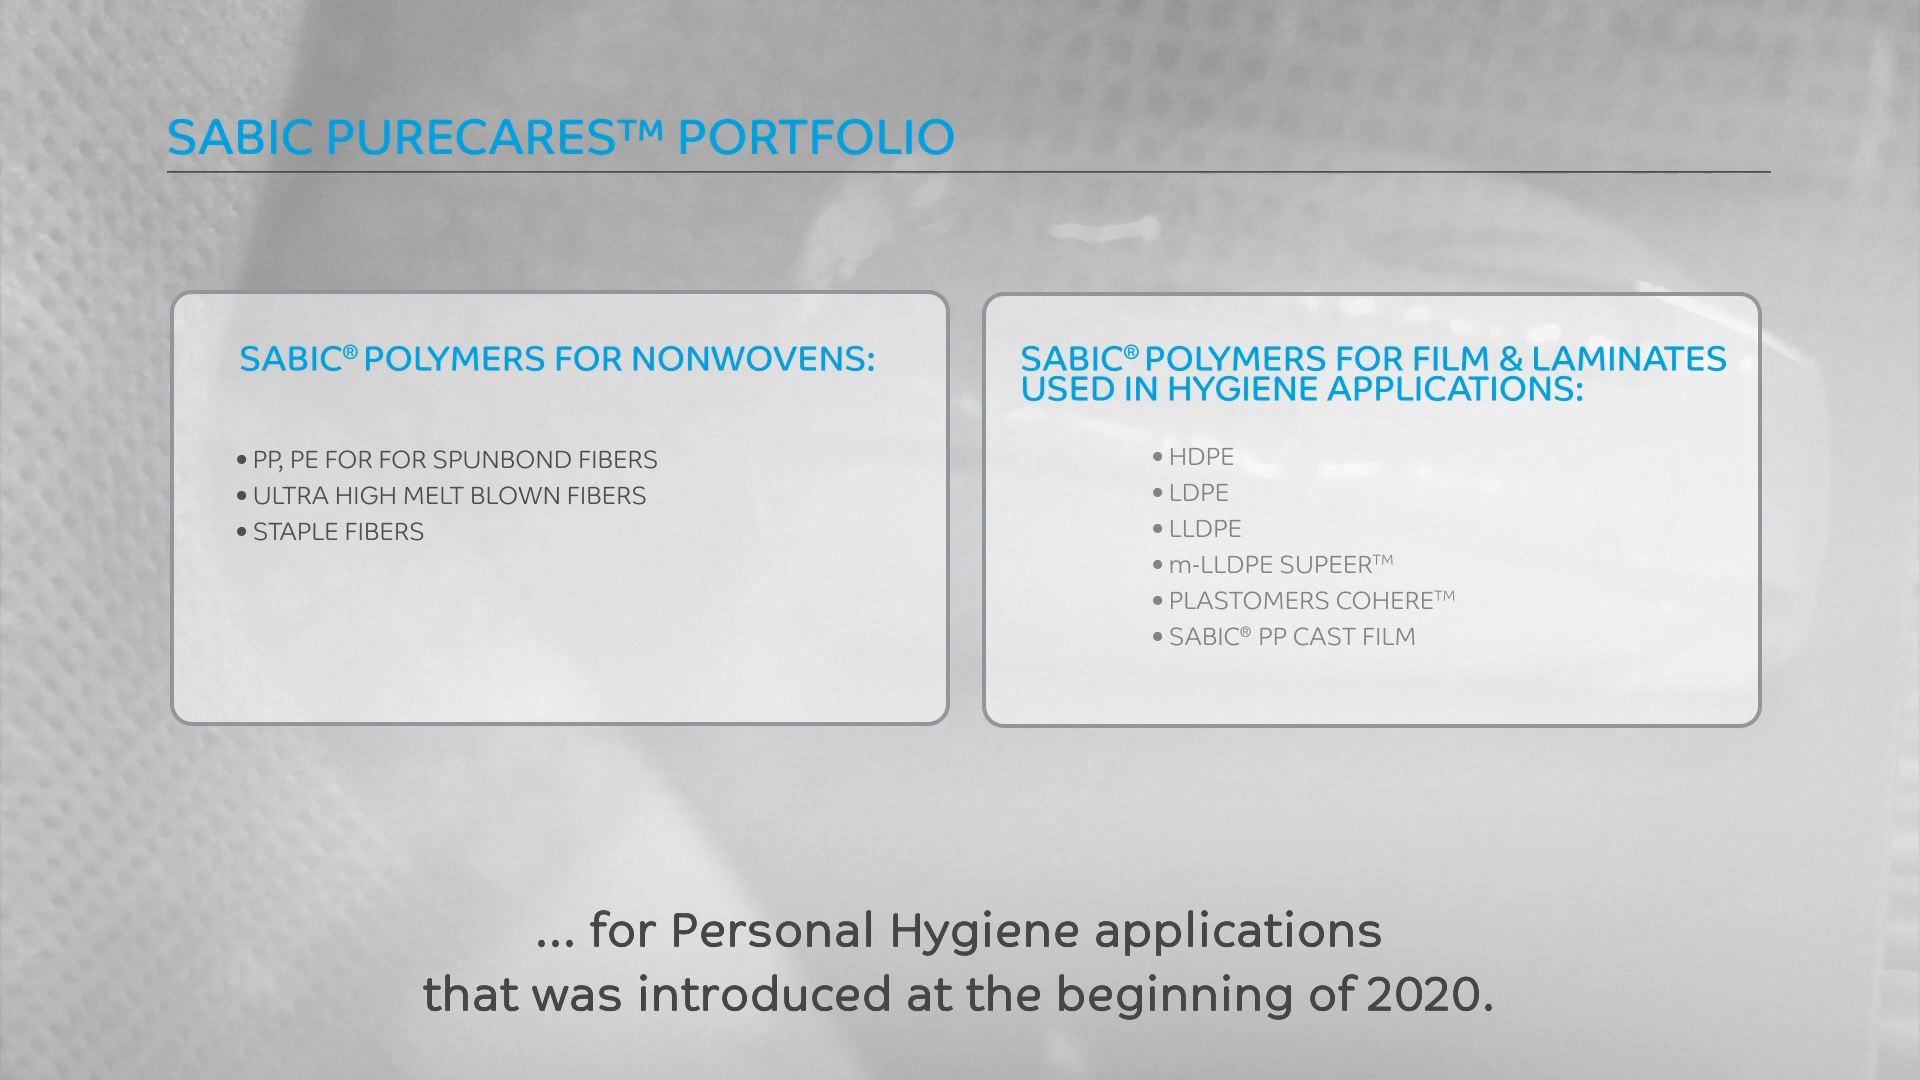 SABIC PURECARES™ PORTFOLIO
SABIC® POLYMERS FOR NONWOVENS:
• PP, PE FOR FOR SPUNBOND FIBERS
• ULTRA HIGH MELT BLOWN FIBERS
• STAPLE FIBERS
SABIC® POLYMERS FOR FILM & LAMINATES
USED IN HYGIENE APPLICATIONS:
• HDPE
• LDPE
• LLDPE
• m-LLDPE SUPEER™
• PLASTOMERS COHERE™
• SABIC® PP CAST FILM
... for Personal Hygiene applications
that was introduced at the beginning of 2020.